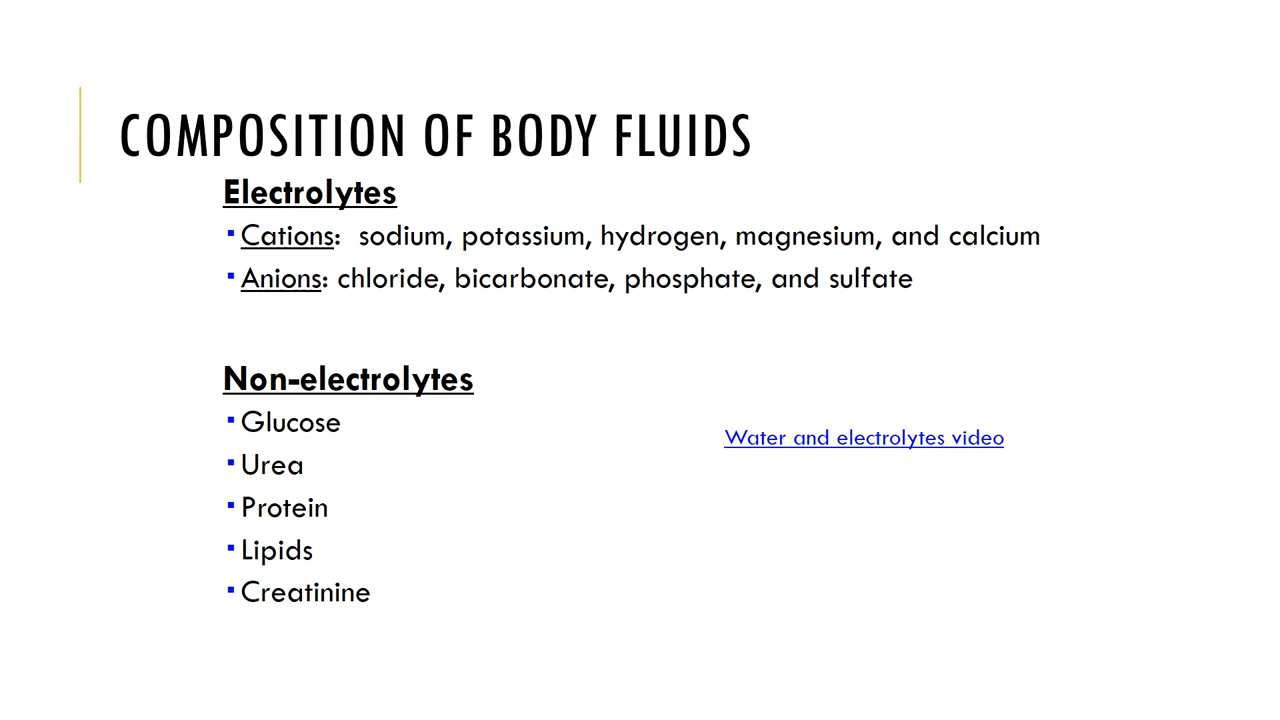 COMPOSITION OF BODY FLUIDS
Electrolytes
▪ Cations:  sodium, potassium, hydrogen, magnesium, and calcium
▪ Anions: chloride, bicarbonate, phosphate, and sulfate
Non-electrolytes
▪ Glucose
▪ Urea
▪ Protein
▪ Lipids
▪ Creatinine
Water and electrolytes video